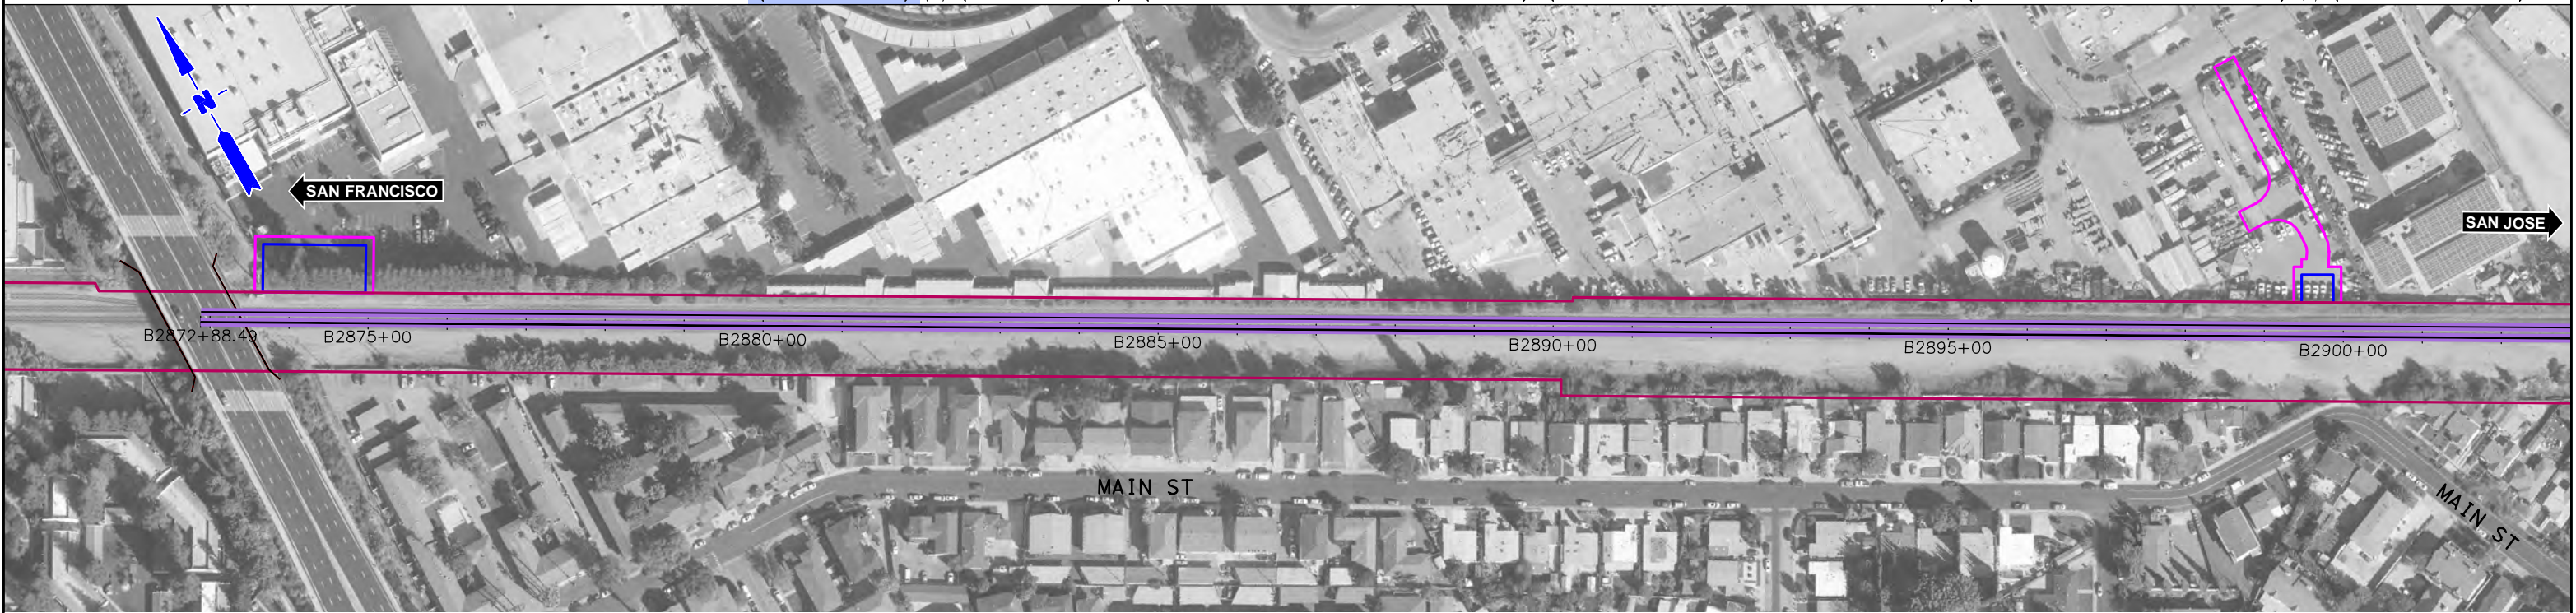 N
SAN FRANCISCO
SAN JOSE
B2872+88.49
B2875+00
B2880+00
B2885+00
B2890+00
B2895+00
B2900+00
MAIN ST
MAIN ST